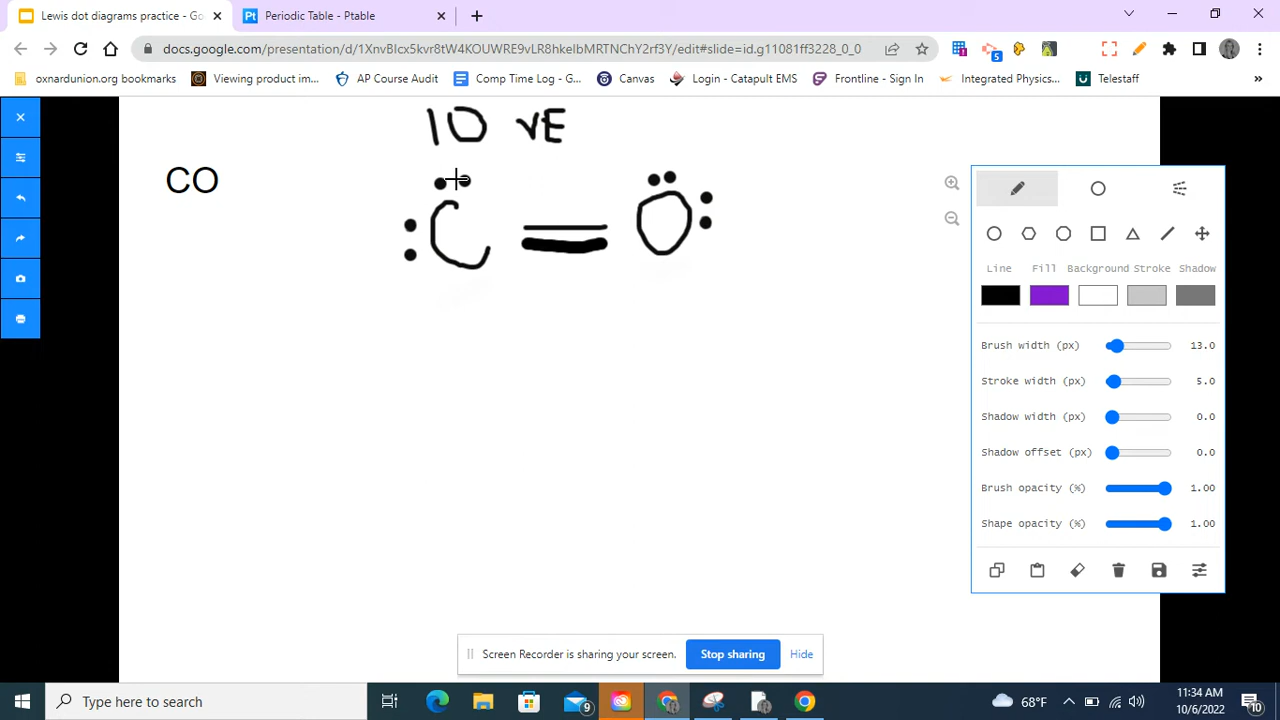 Lewis dot diagrams practice - Go
Periodic Table - Ptable
docs.google.com/presentation/d/1XnvBIcx5kvr8tW4KOUWRE9vLR8hkelbMRTNChY2rf3Y/edit#slide=id.g11081ff3228_0_0
5
oxnardunion.org bookmarks
Viewing product im...
AP Course Audit
Comp Time Log - G...
Canvas
Login - Catapult EMS
Frontline - Sign In
Integrated Physics...
Telestaff
»
10 VE
CO
C = O
Line Fill Background Stroke Shadow
Brush width (px) 13.0
Stroke width (px) 5.0
Shadow width (px) 0.0
Shadow offset (px) 0.0
Brush opacity (%) 1.00
Shape opacity (%) 1.00
Screen Recorder is sharing your screen. Stop sharing Hide
Type here to search
9
68°F
11:34 AM
10/6/2022
10